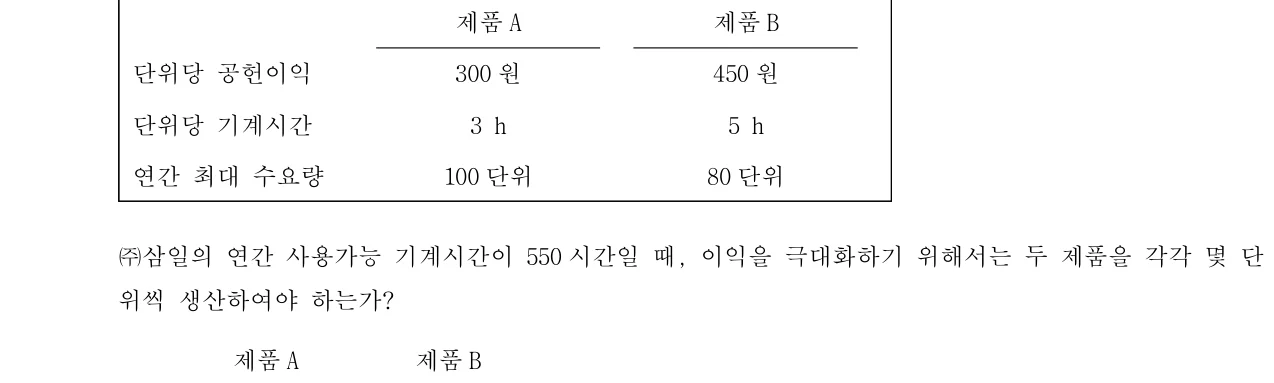 제품 A 제품 B
단위당 공헌이익 300 원 450 원
단위당 기계시간 3 h 5 h
연간 최대 수요량 100 단위 80 단위
㈜삼일의 연간 사용가능 기계시간이 550 시간일 때, 이익을 극대화하기 위해서는 두 제품을 각각 몇 단
위씩 생산하여야 하는가?
제품 A 제품 B